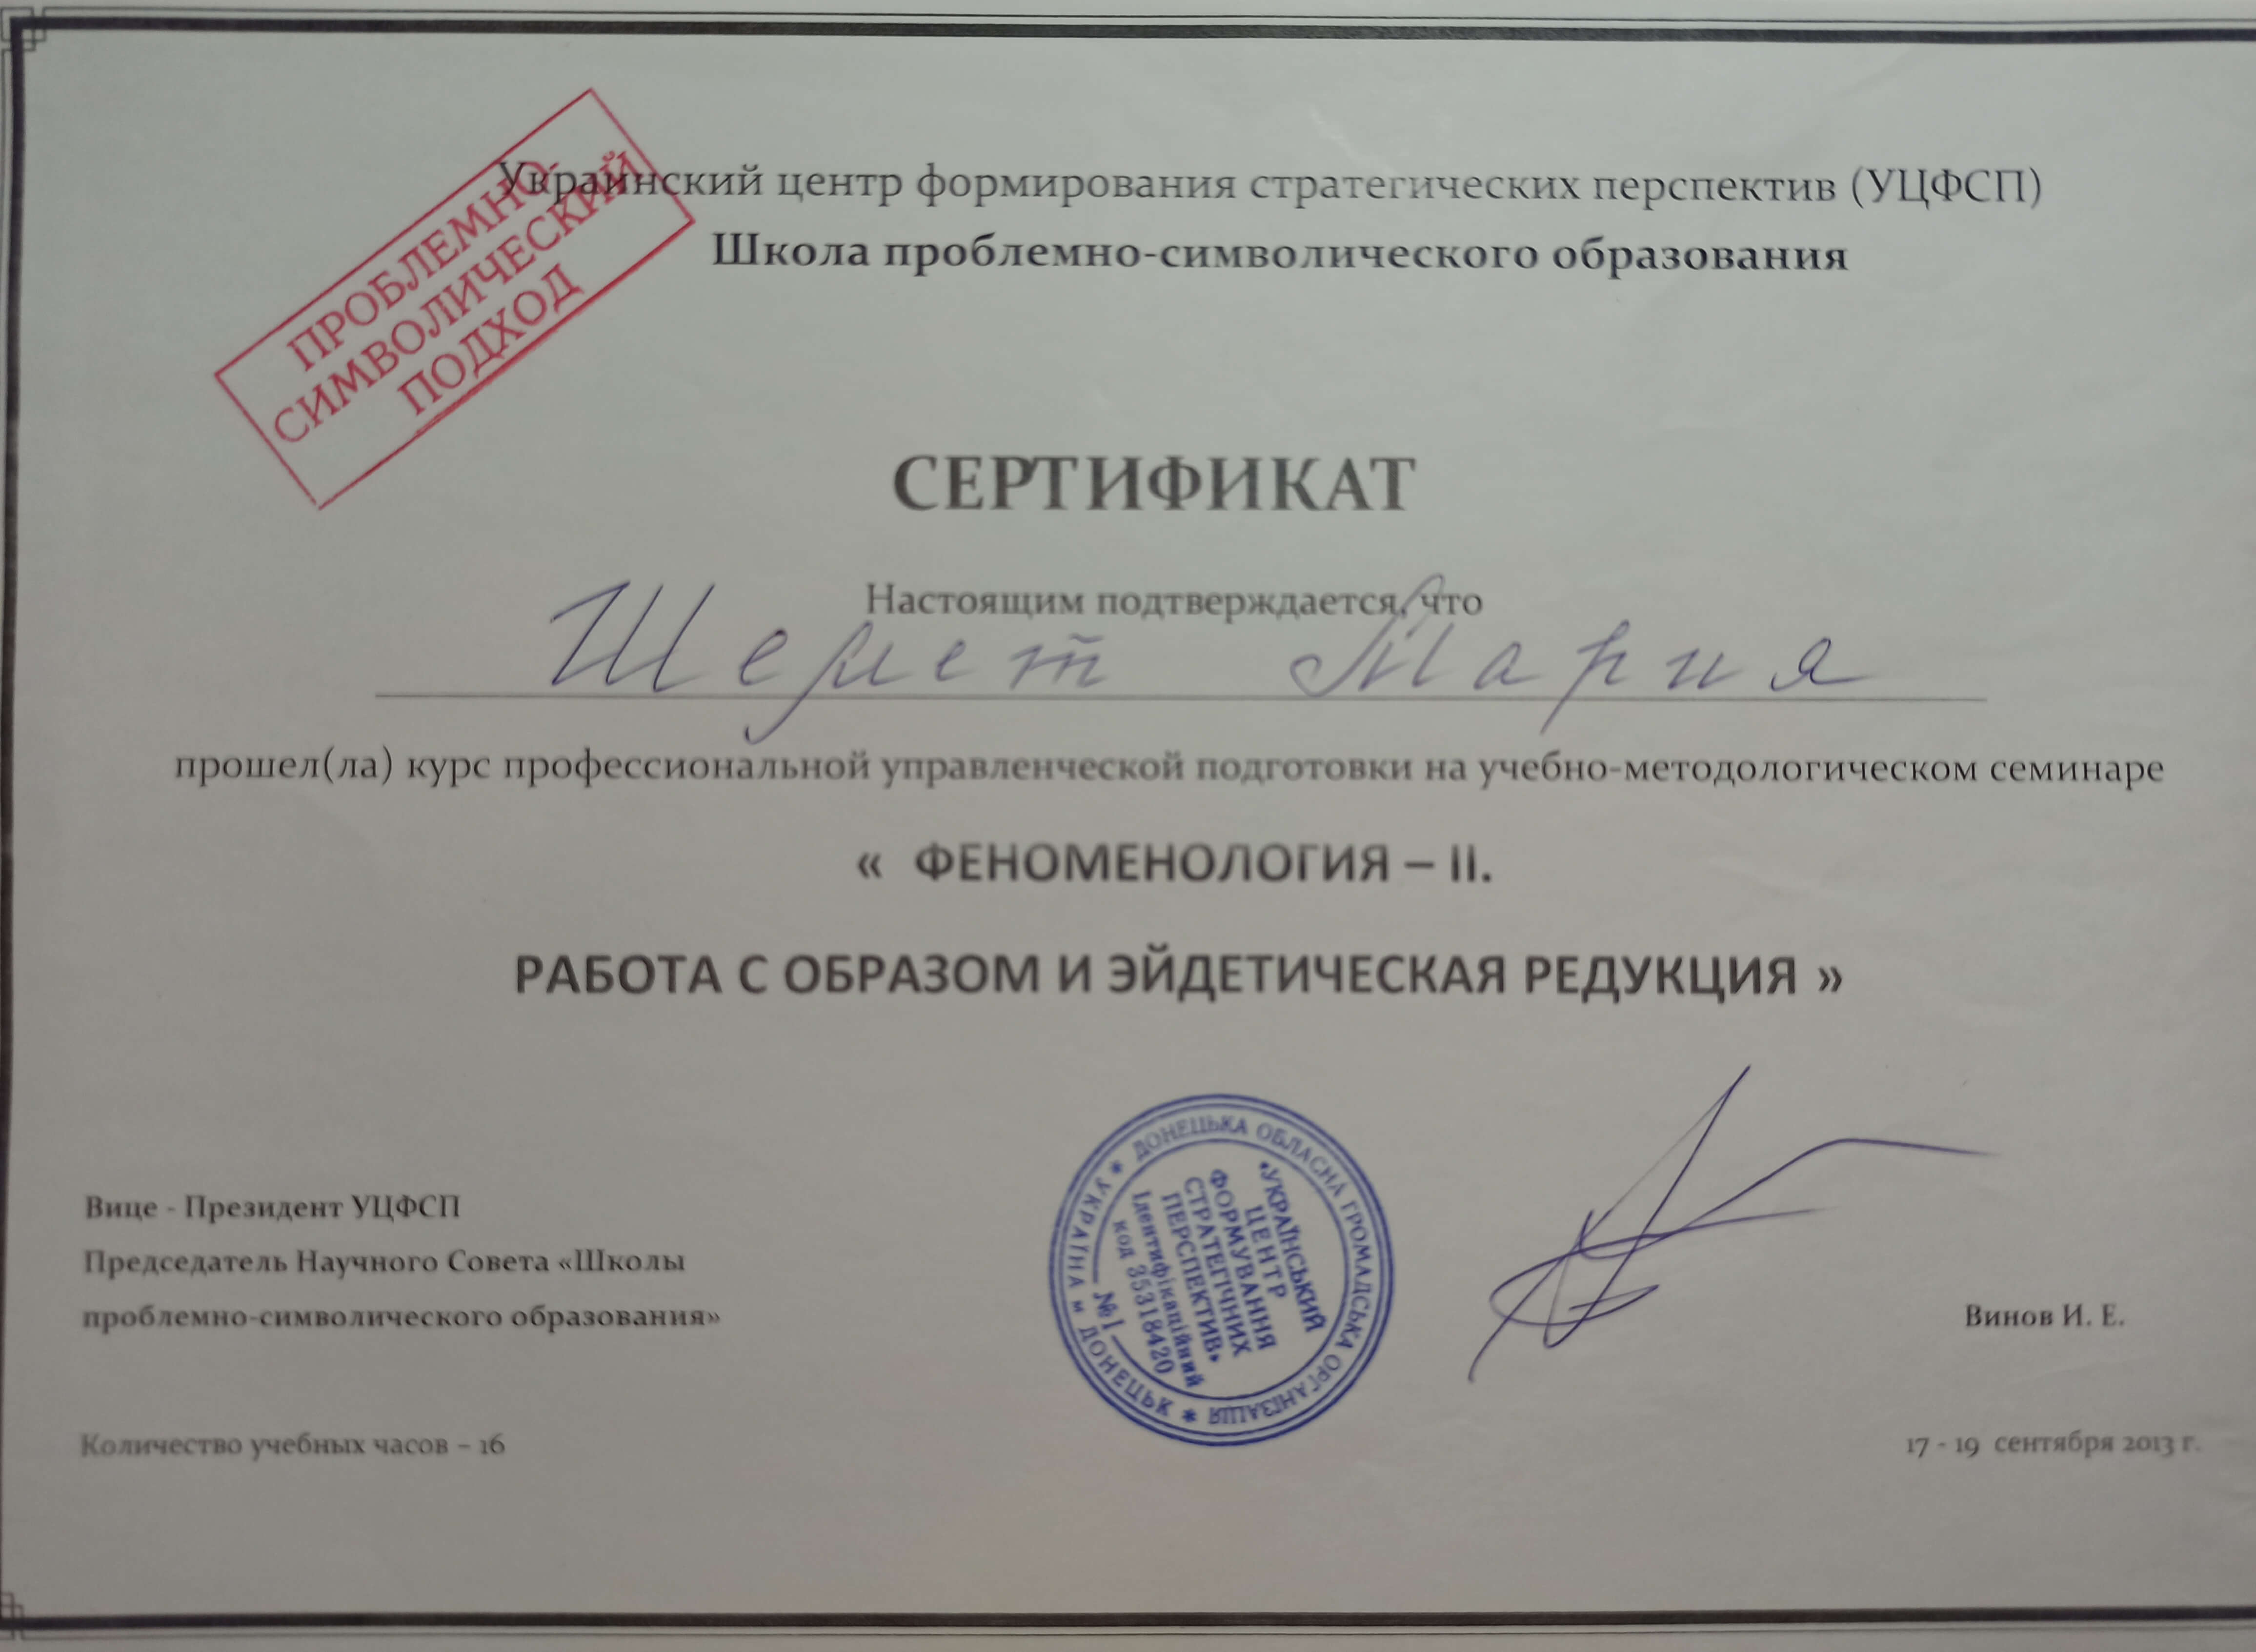 ПРОБЛЕМНО-
СИМВОЛИЧЕСКИЙ
ПОДХОД
Украинский центр формирования стратегических перспектив (УЦФСП)
Школа проблемно-символического образования
СЕРТИФИКАТ
Настоящим подтверждается, что
Шемет Мария
прошел(ла) курс профессиональной управленческой подготовки на учебно-методологическом семинаре
« ФЕНОМЕНОЛОГИЯ – II.
РАБОТА С ОБРАЗОМ И ЭЙДЕТИЧЕСКАЯ РЕДУКЦИЯ »
Вице - Президент УЦФСП
Председатель Научного Совета «Школы
проблемно-символического образования»
ДОНЕЦЬКА ОБЛАСНА ГРОМАДСЬКА ОРГАНІЗАЦІЯ
* УКРАЇНА м ДОНЕЦЬК *
«УКРАЇНСЬКИЙ
ЦЕНТР
ФОРМУВАННЯ
СТРАТЕГІЧНИХ
ПЕРСПЕКТИВ»
Ідентифікаційний
код 35318420
№1
Винов И. Е.
Количество учебных часов – 16
17 - 19 сентября 2013 г.